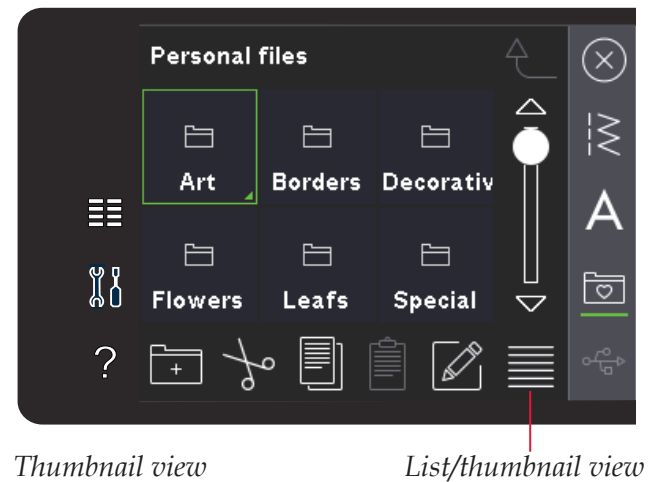 Personal files
Art Borders Decorativ
A
Flowers Leafs Special
?
Thumbnail view List/thumbnail view